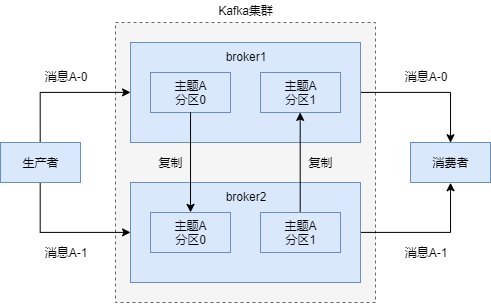 Kafka集群
broker1
消息A-0
主题A
分区0
主题A
分区1
消息A-0
生产者
复制
复制
消费者
broker2
主题A
分区0
主题A
分区1
消息A-1
消息A-1